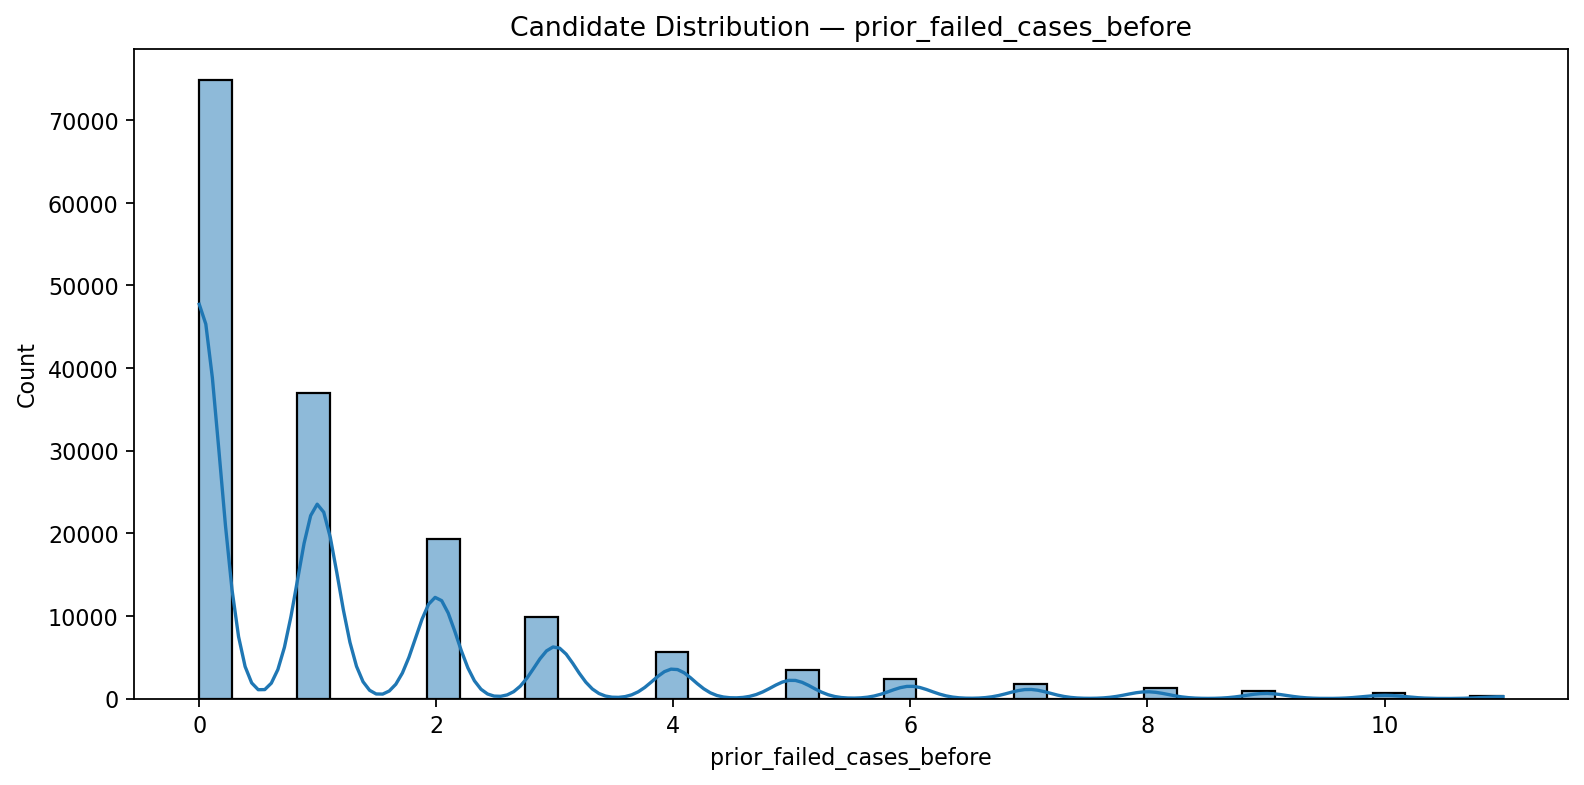 Candidate Distribution — prior_failed_cases_before
70000
60000
50000
40000
30000
20000
10000
0
Count
0 2 4 6 8 10
prior_failed_cases_before